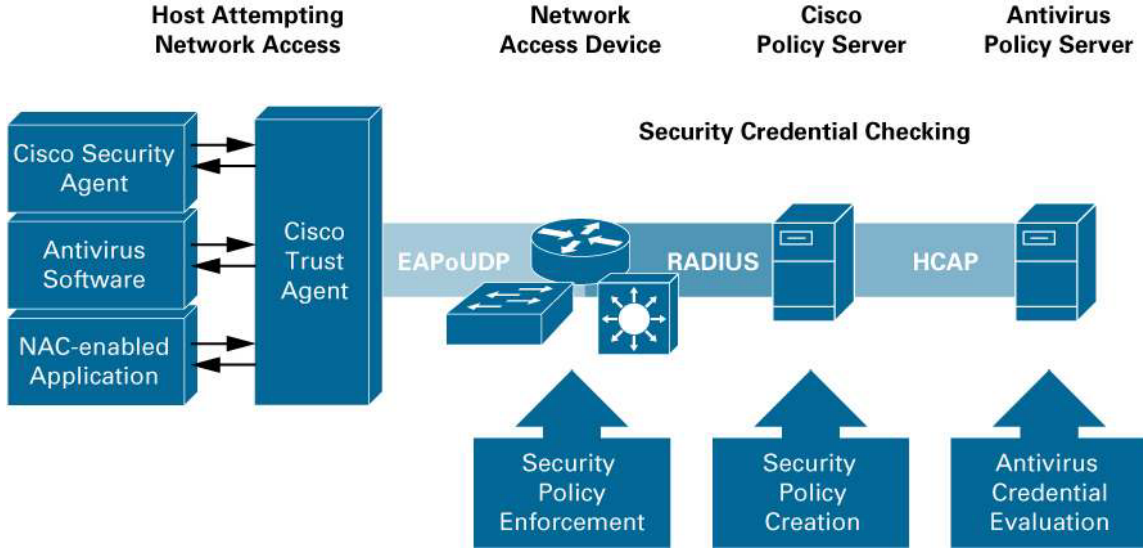 Host Attempting
Network Access
Network
Access Device
Cisco
Policy Server
Antivirus
Policy Server
Security Credential Checking
Cisco Security
Agent
Antivirus
Software
NAC-enabled
Application
Cisco
Trust
Agent
EAPoUDP
RADIUS
HCAP
Security
Policy
Enforcement
Security
Policy
Creation
Antivirus
Credential
Evaluation